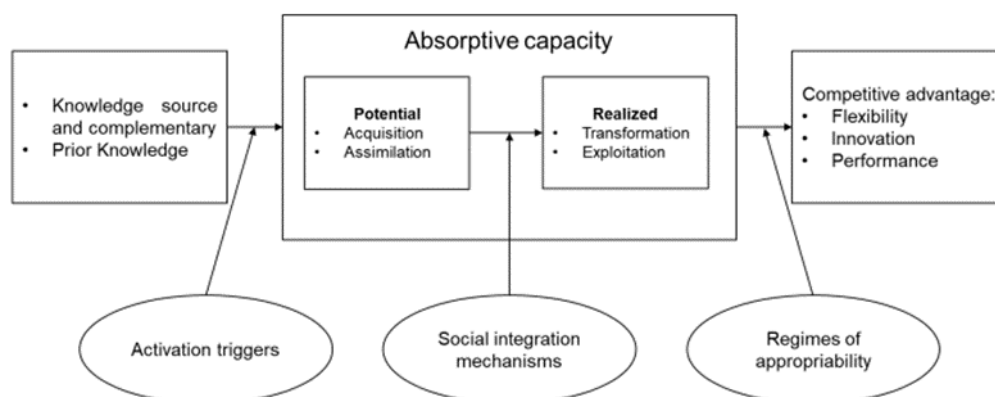 Absorptive capacity
• Knowledge source
and complementary
• Prior Knowledge
Potential
• Acquisition
• Assimilation
Realized
• Transformation
• Exploitation
Competitive advantage:
• Flexibility
• Innovation
• Performance
Activation triggers
Social integration
mechanisms
Regimes of
appropriability